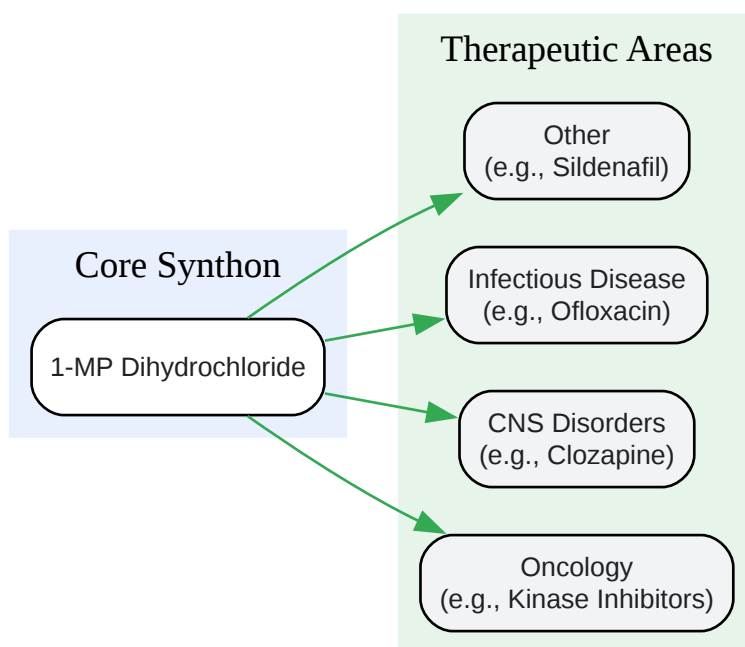 Core Synthon
1-MP Dihydrochloride
Therapeutic Areas
Other
(e.g., Sildenafil)
Infectious Disease
(e.g., Ofloxacin)
CNS Disorders
(e.g., Clozapine)
Oncology
(e.g., Kinase Inhibitors)